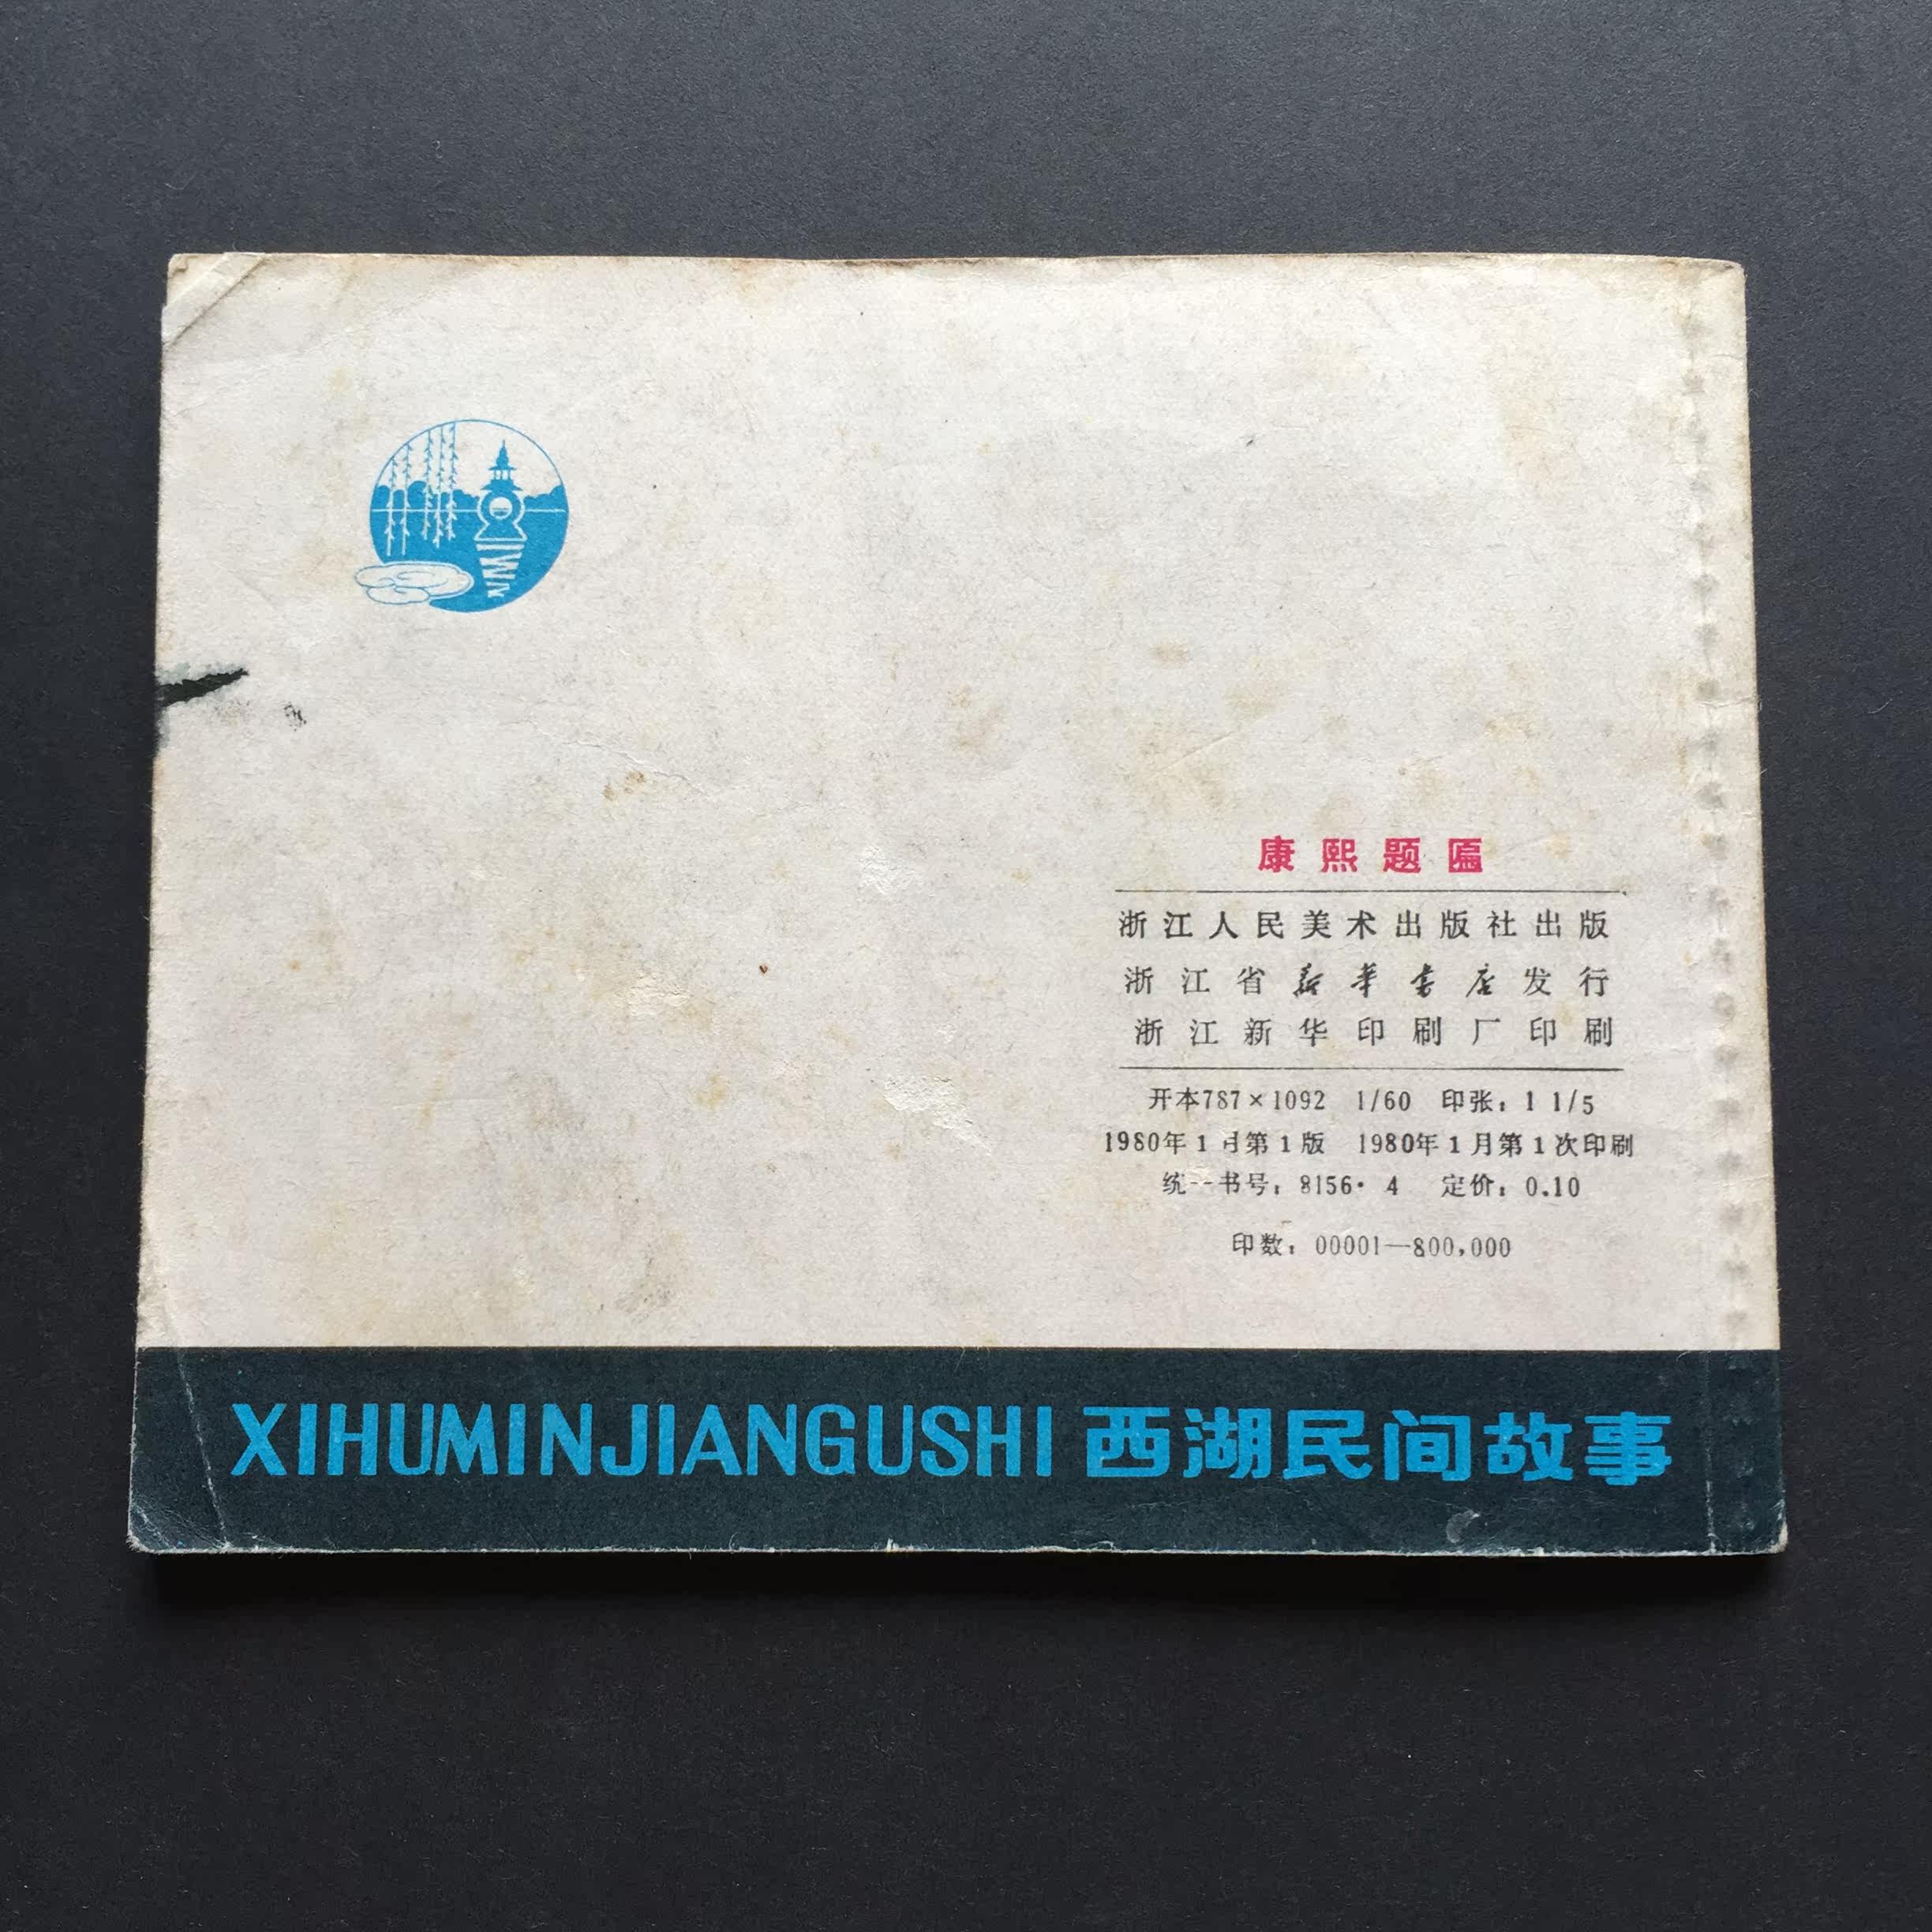 康熙题匾
浙江人民美术出版社出版
浙江省新华书店发行
浙江新华印刷厂印刷
开本787×1092 1/60 印张：1 1/5
1980年1月第1版 1980年1月第1次印刷
统一书号：8156·4 定价：0.10
印数：00001—800,000
XIHUMINJIANGUSHI 西湖民间故事